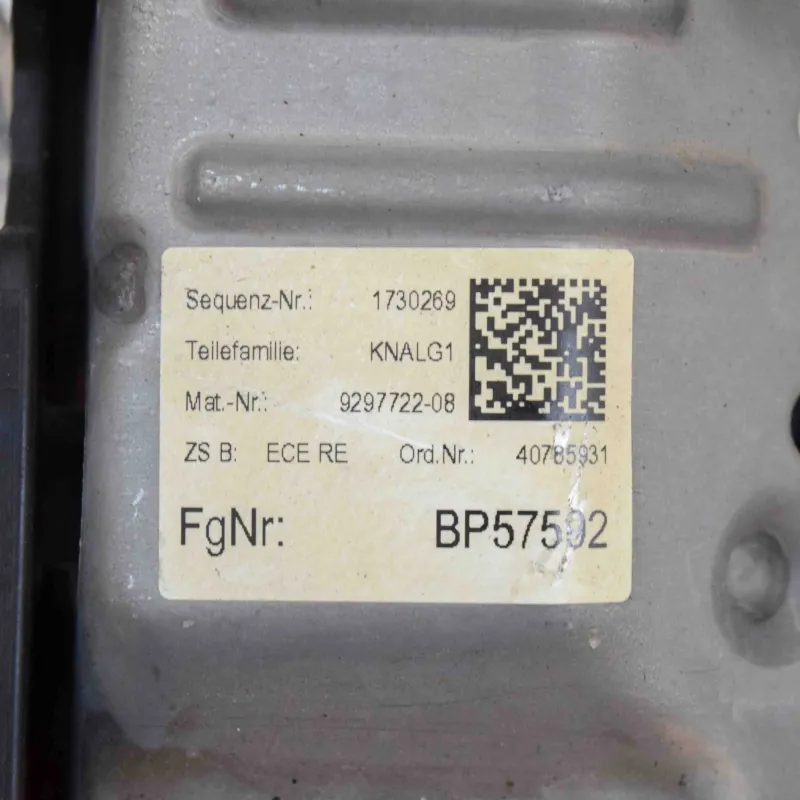 Sequenz-Nr.: 1730269
Teilefamilie: KNALG1
Mat.-Nr.: 9297722-08
ZS B: ECE RE Ord.Nr.: 40785931
FgNr: BP57592